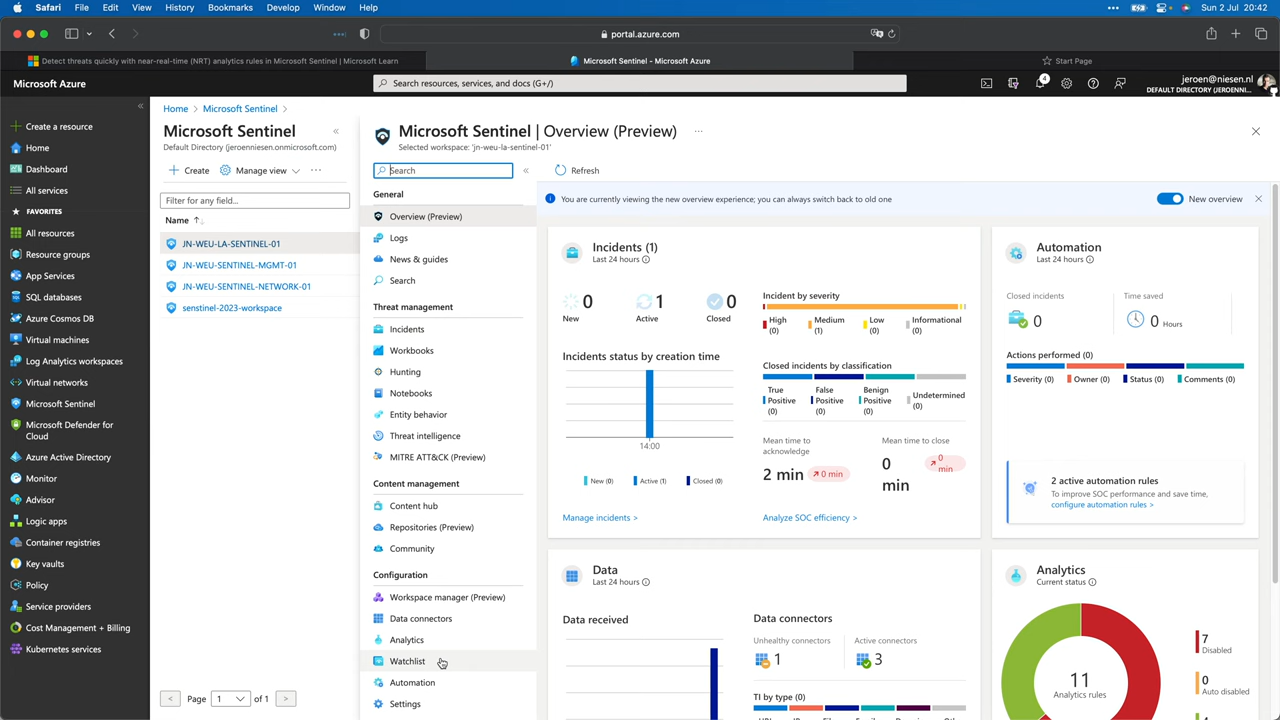 Safari File Edit View History Bookmarks Develop Window Help
Sun 2 Jul 20:42
portal.azure.com
Detect threats quickly with near-real-time (NRT) analytics rules in Microsoft Sentinel | Microsoft Learn
Microsoft Sentinel - Microsoft Azure
Start Page
Microsoft Azure
Search resources, services, and docs (G+/)
4
jeroen@niesen.nl
DEFAULT DIRECTORY (JEROENNI...
Create a resource
Home
Dashboard
All services
FAVORITES
All resources
Resource groups
App Services
SQL databases
Azure Cosmos DB
Virtual machines
Log Analytics workspaces
Virtual networks
Microsoft Sentinel
Microsoft Defender for
Cloud
Azure Active Directory
Monitor
Advisor
Logic apps
Container registries
Key vaults
Policy
Service providers
Cost Management + Billing
Kubernetes services
Home > Microsoft Sentinel >
Microsoft Sentinel
Default Directory (jeroenniesen.onmicrosoft.com)
+ Create
Manage view
...
Filter for any field...
Name
JN-WEU-LA-SENTINEL-01
JN-WEU-SENTINEL-MGMT-01
JN-WEU-SENTINEL-NETWORK-01
senstinel-2023-workspace
< Page 1 of 1 >
Microsoft Sentinel | Overview (Preview)
...
Selected workspace: 'jn-weu-la-sentinel-01'
Search
Refresh
General
Overview (Preview)
Logs
News & guides
Search
Threat management
Incidents
Workbooks
Hunting
Notebooks
Entity behavior
Threat intelligence
MITRE ATT&CK (Preview)
Content management
Content hub
Repositories (Preview)
Community
Configuration
Workspace manager (Preview)
Data connectors
Analytics
Watchlist
Automation
Settings
You are currently viewing the new overview experience; you can always switch back to old one
New overview
Incidents (1)
Last 24 hours
0
New
1
Active
0
Closed
Incidents status by creation time
14:00
New (0) Active (1) Closed (0)
Manage incidents >
Incident by severity
High
(0)
Medium
(1)
Low
(0)
Informational
(0)
Closed incidents by classification
True
Positive
(0)
False
Positive
(0)
Benign
Positive
(0)
Undetermined
(0)
Mean time to
acknowledge
2 min
0 min
Mean time to close
0
min
0
min
Analyze SOC efficiency >
Automation
Last 24 hours
Closed incidents
0
Time saved
0 Hours
Actions performed (0)
Severity (0) Owner (0) Status (0) Comments (0)
2 active automation rules
To improve SOC performance and save time,
configure automation rules >
Data
Last 24 hours
Data received
Data connectors
Unhealthy connectors
1
Active connectors
3
TI by type (0)
Analytics
Current status
11
Analytics rules
7
Disabled
0
Auto disabled